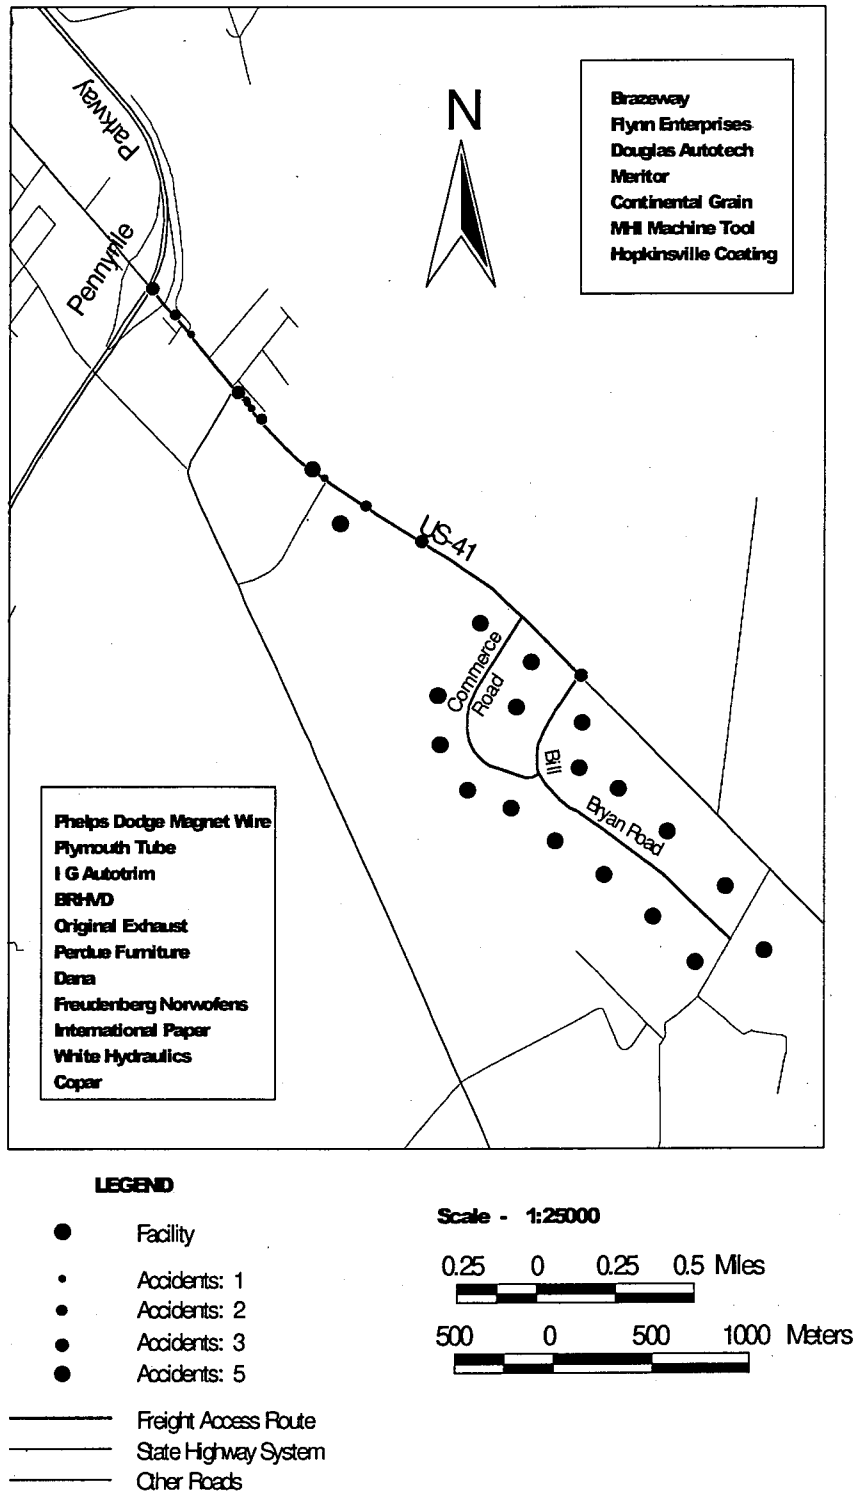 Parkway
Pennyrile
N
Brazeway
Flynn Enterprises
Douglas Autotech
Meritor
Continental Grain
MHI Machine Tool
Hopkinsville Coating
US-41
Commerce
Road
Bill
Bryan Road
Phelps Dodge Magnet Wire
Plymouth Tube
I G Autotrim
BRHVD
Original Exhaust
Perdue Furniture
Dana
Freudenberg Norwofens
International Paper
White Hydraulics
Copar
LEGEND
Facility
Accidents: 1
Accidents: 2
Accidents: 3
Accidents: 5
Freight Access Route
State Highway System
Other Roads
Scale - 1:25000
0.25 0 0.25 0.5 Miles
500 0 500 1000 Meters